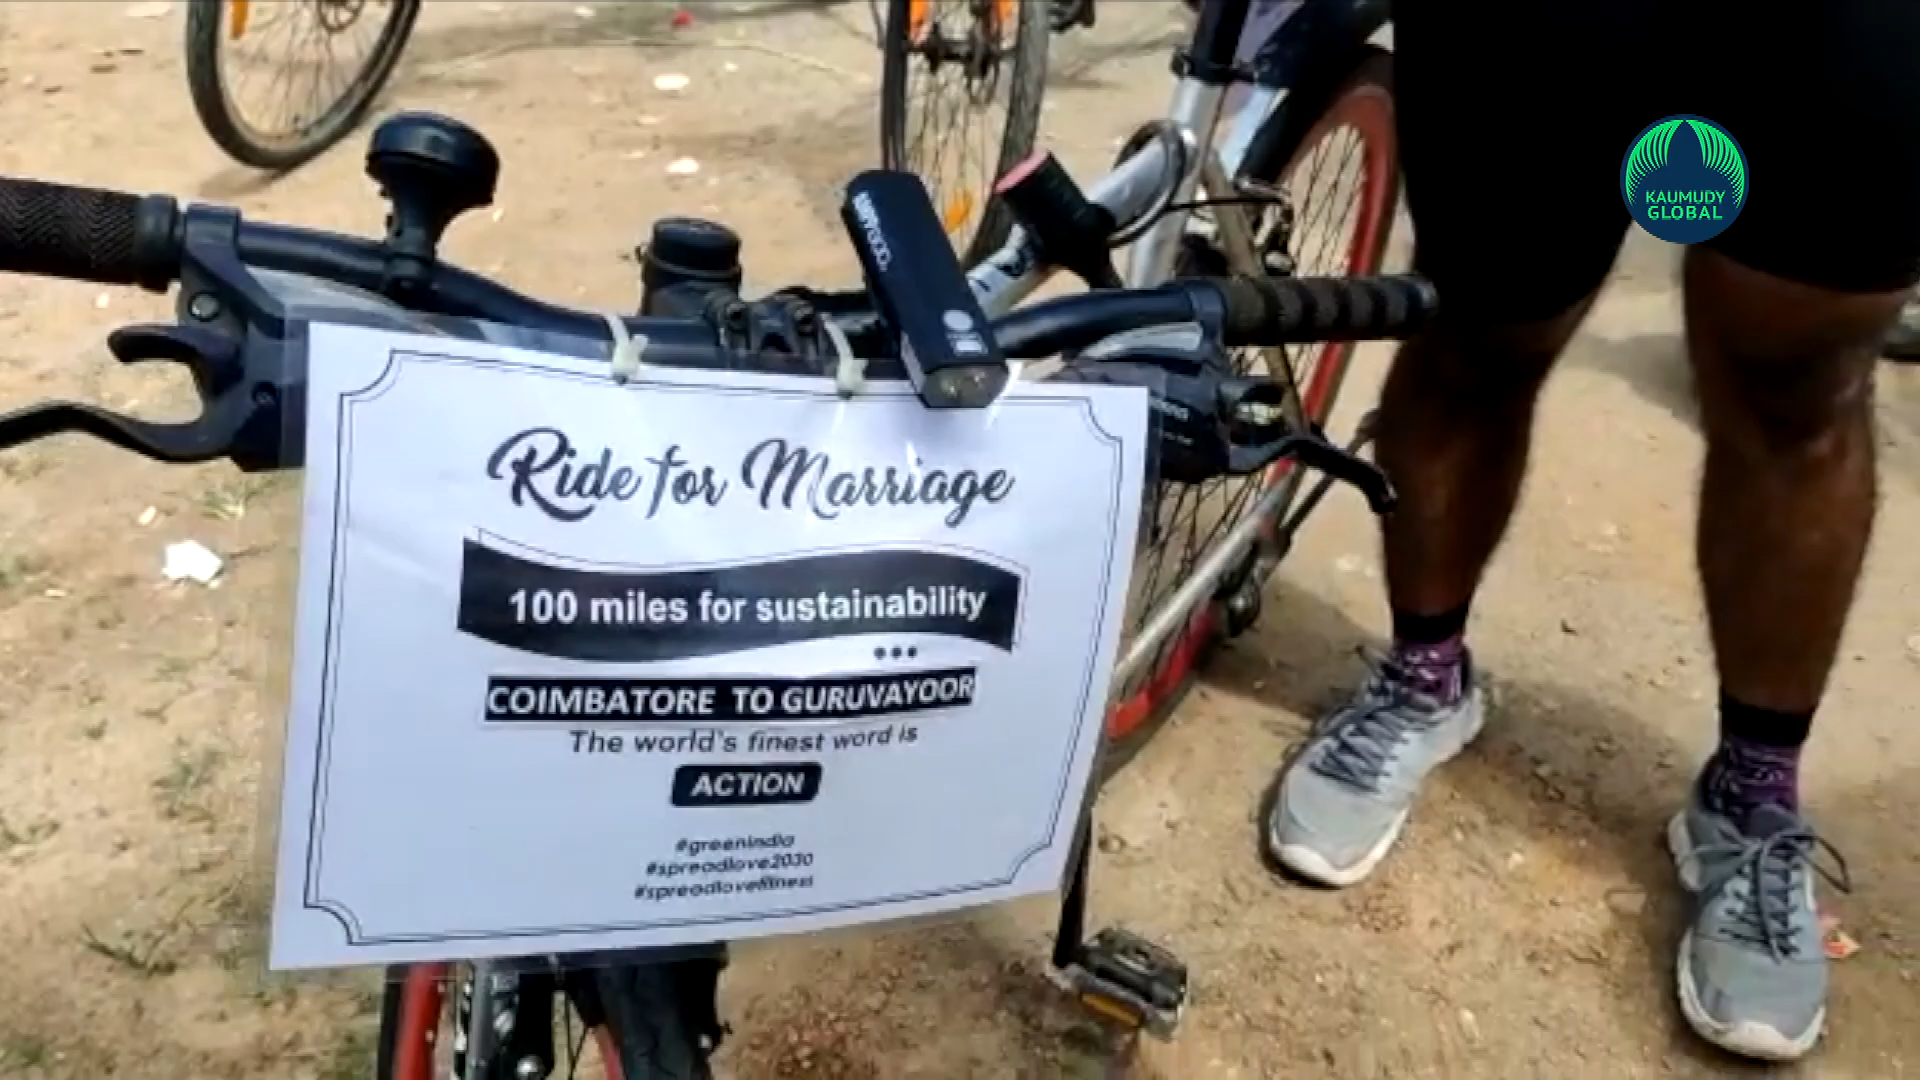 KAUMUDY
GLOBAL
Ride for Marriage
100 miles for sustainability
COIMBATORE TO GURUVAYOOR
The world's finest word is
ACTION
#greenindia
#spreadlove2030
#spreadlovefitness